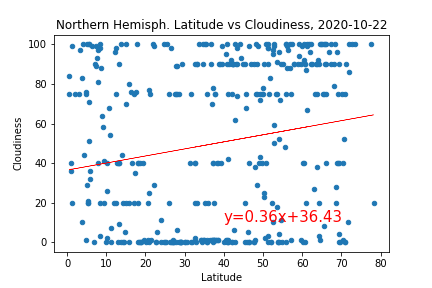 Northern Hemisph. Latitude vs Cloudiness, 2020-10-22
100
80
60
40
20
0
Cloudiness
y=0.36x+36.43
0 10 20 30 40 50 60 70 80
Latitude